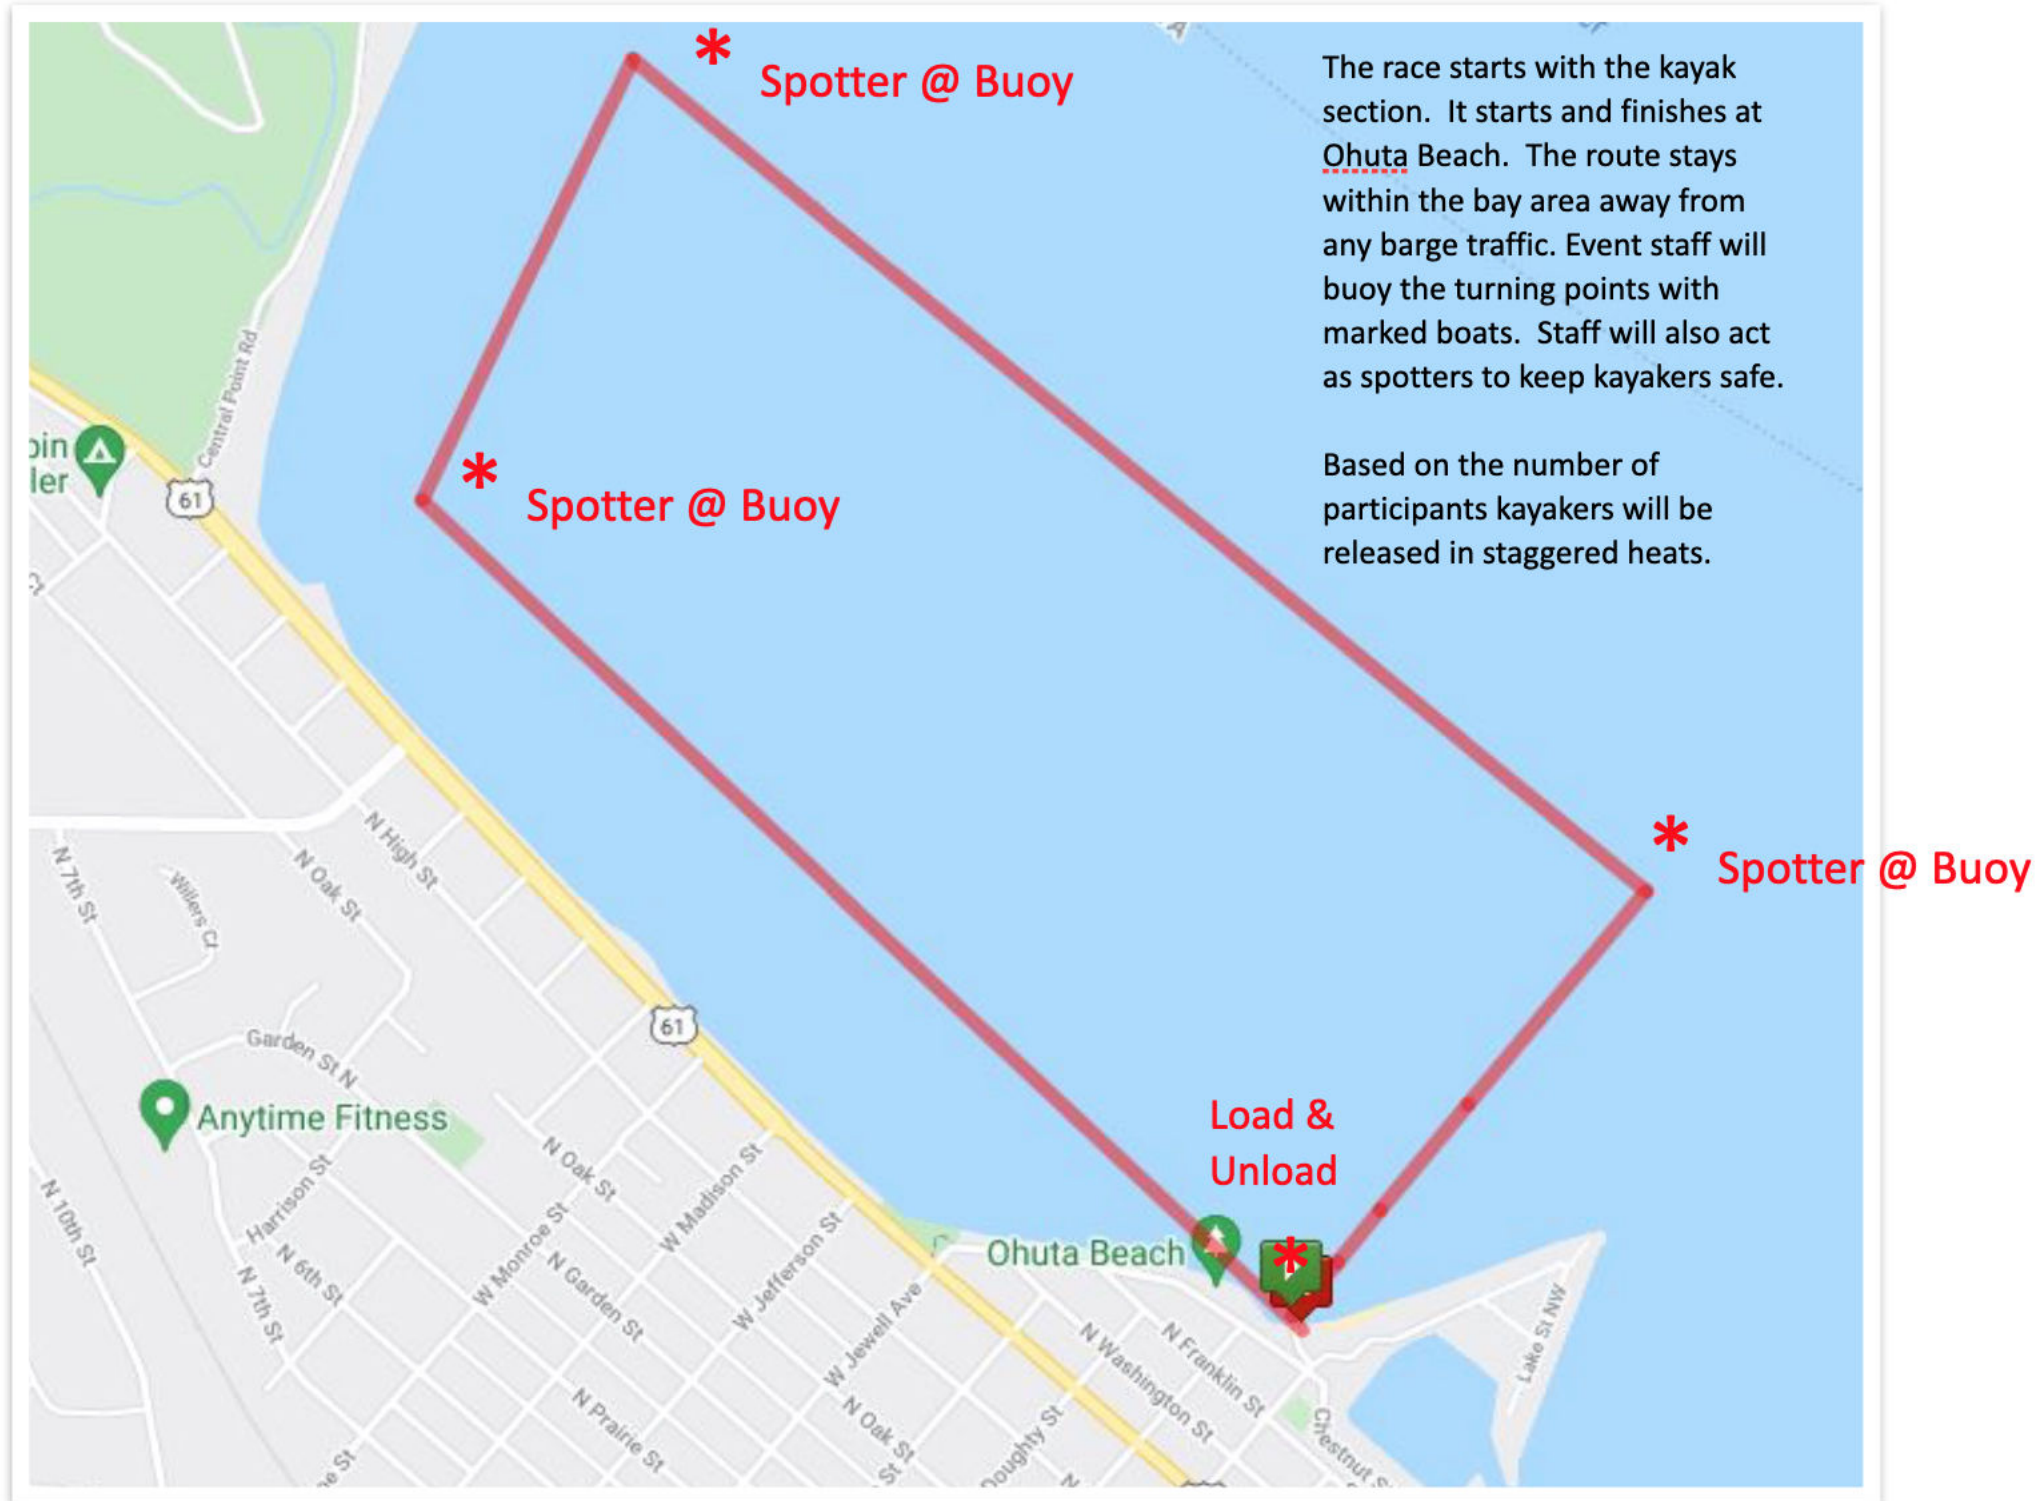 Spotter @ Buoy
The race starts with the kayak
section.  It starts and finishes at
Ohuta Beach.  The route stays
within the bay area away from
any barge traffic. Event staff will
buoy the turning points with
marked boats.  Staff will also act
as spotters to keep kayakers safe.
Based on the number of
participants kayakers will be
released in staggered heats.
Central Point Rd
61
Spotter @ Buoy
Spotter @ Buoy
N High St
N Oak St
N 7th St
Willers Ct
61
Garden St N
Anytime Fitness
Load &
Unload
N Oak St
W Madison St
Harrison St
N 10th St
W Monroe St
W Jefferson St
N 6th St
N 7th St
N Garden St
W Jewell Ave
Ohuta Beach
N Washington St
N Franklin St
Lake St NW
N Prairie St
N Oak St
Doughty St
Chestnut S
St
N